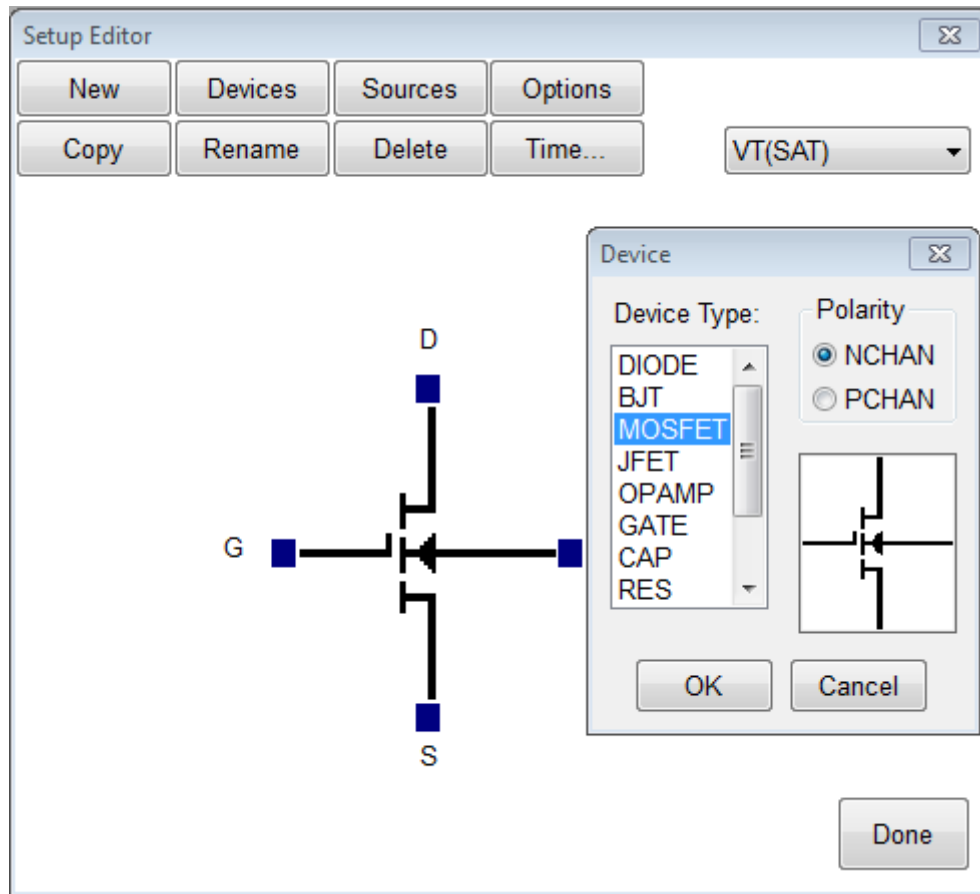 Setup Editor
New Devices Sources Options
Copy Rename Delete Time...
VT(SAT)
D
G
S
Device
Device Type:
DIODE
BJT
MOSFET
JFET
OPAMP
GATE
CAP
RES
Polarity
NCHAN
PCHAN
OK Cancel
Done